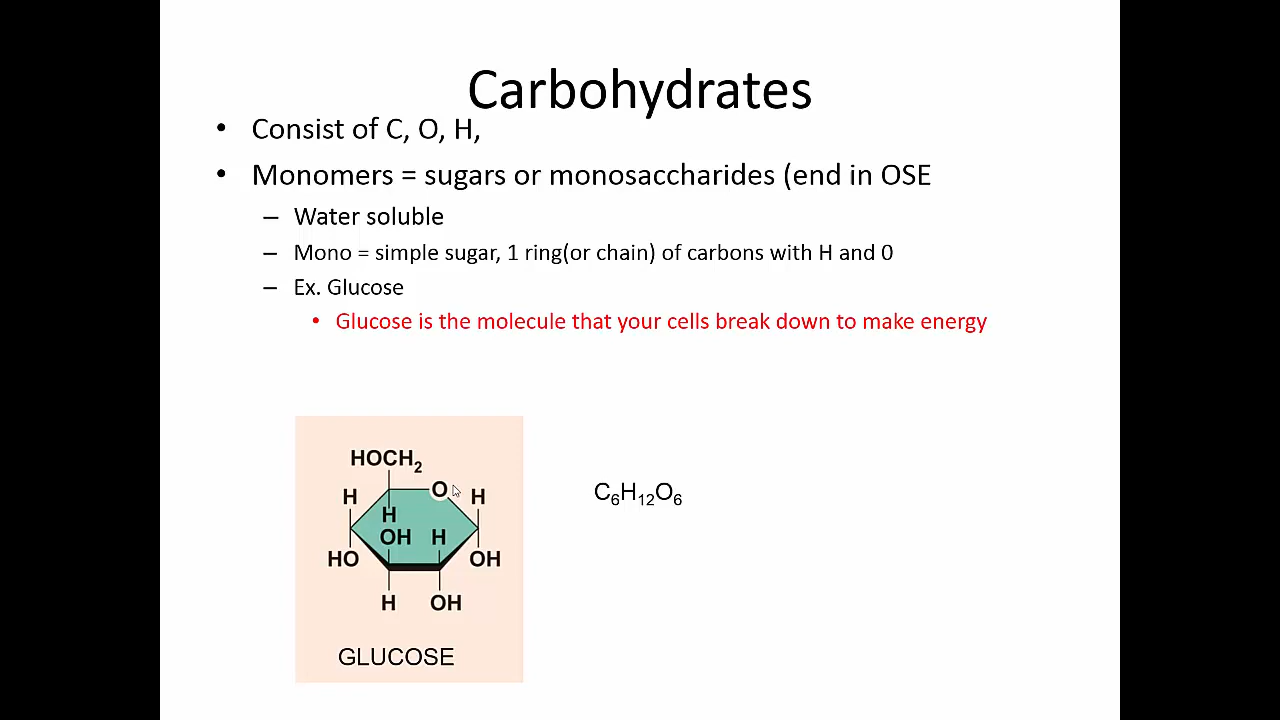 Carbohydrates
• Consist of C, O, H,
• Monomers = sugars or monosaccharides (end in OSE
– Water soluble
– Mono = simple sugar, 1 ring(or chain) of carbons with H and 0
– Ex. Glucose
• Glucose is the molecule that your cells break down to make energy
HOCH₂
H O H
H
OH H
HO OH
H OH
C₆H₁₂O₆
GLUCOSE